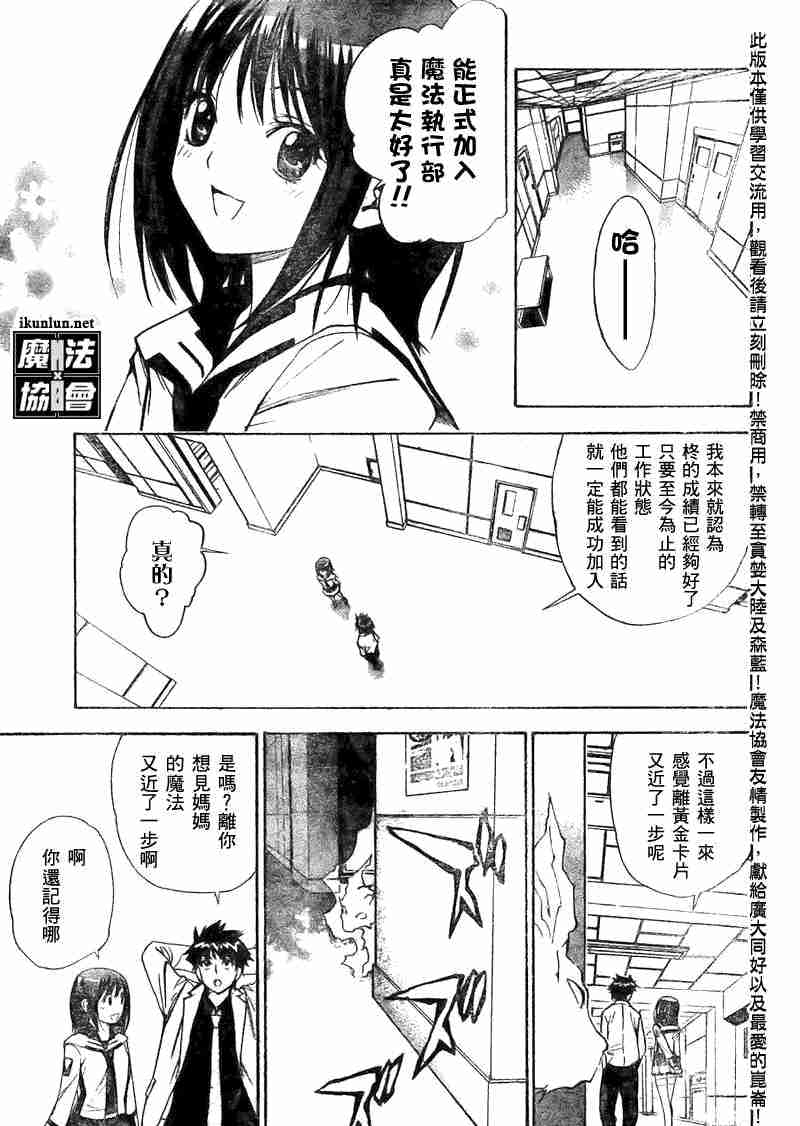 哈——
能正式加入
魔法執行部
真是太好了!!
ikunlun.net
魔法
協會
我本來就認為
柊的成績已經夠好了
只要至今為止的
工作狀態
他們都能看到的話
就一定能成功加入
真的？
不過這樣一來
感覺離黃金卡片
又近了一步呢
是嗎？離你
想見媽媽
的魔法
又近了一步啊
啊
你還記得哪
此版本僅供學習交流用，觀看後請立刻刪除！禁商用，禁轉至貪婪大陸及森藍！魔法協會友情製作，獻給廣大同好以及最愛的崑崙！